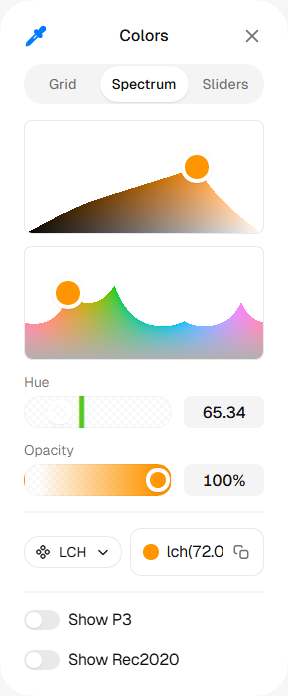 Colors
Grid Spectrum Sliders
Hue
65.34
Opacity
100%
LCH lch(72.0
Show P3
Show Rec2020